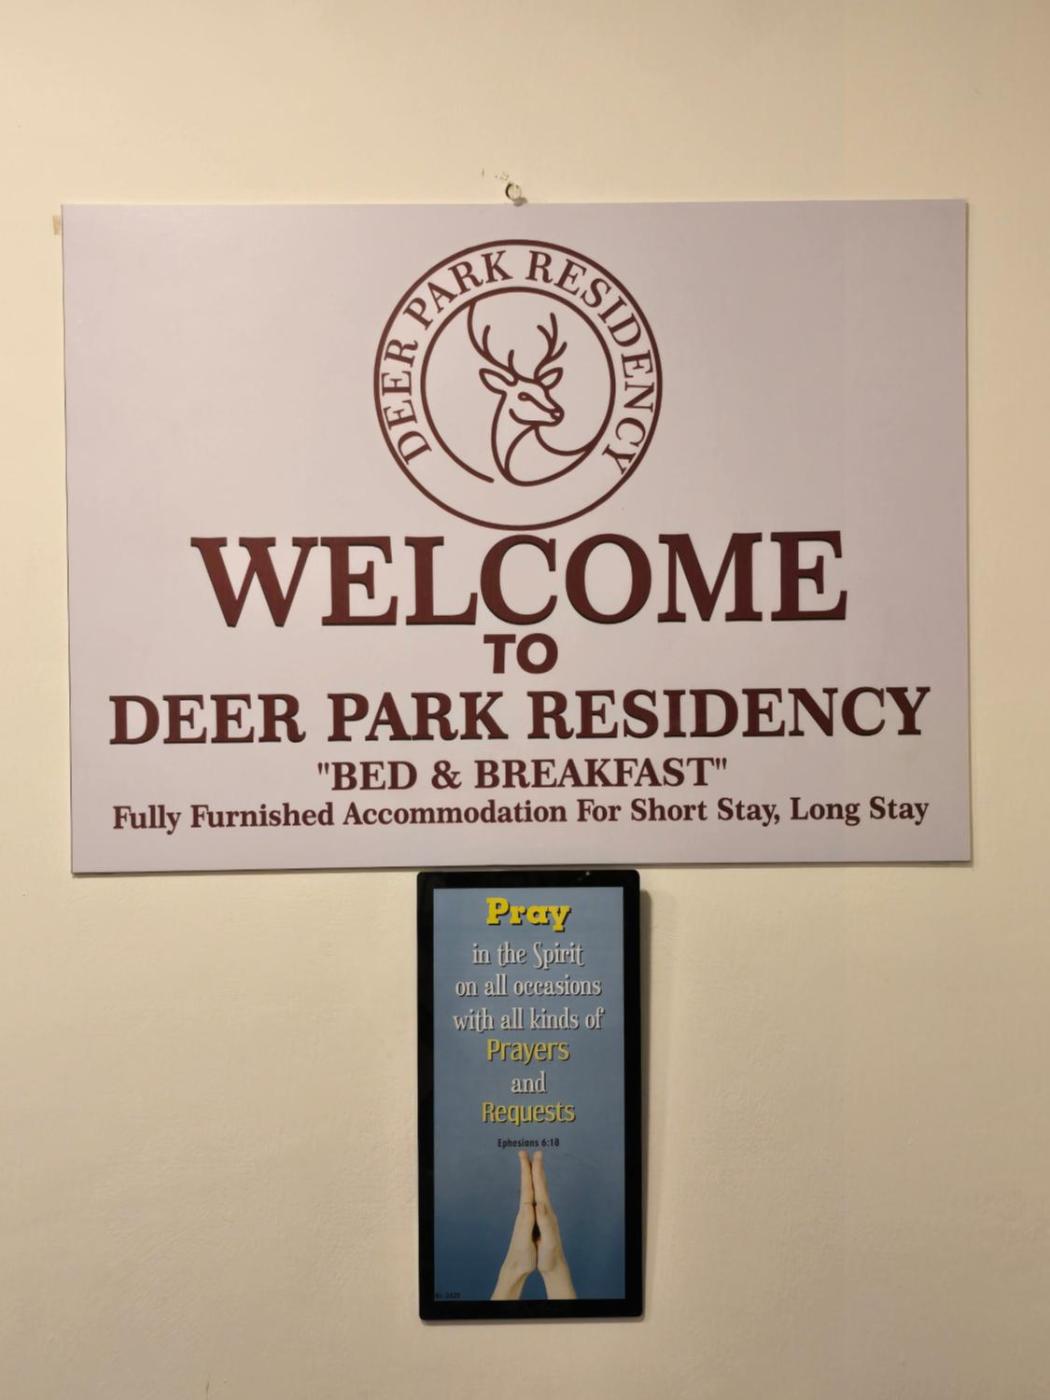 DEER PARK RESIDENCY
WELCOME
TO
DEER PARK RESIDENCY
"BED & BREAKFAST"
Fully Furnished Accommodation For Short Stay, Long Stay
Pray
in the Spirit
on all occasions
with all kinds of
Prayers
and
Requests
Ephesians 6:18